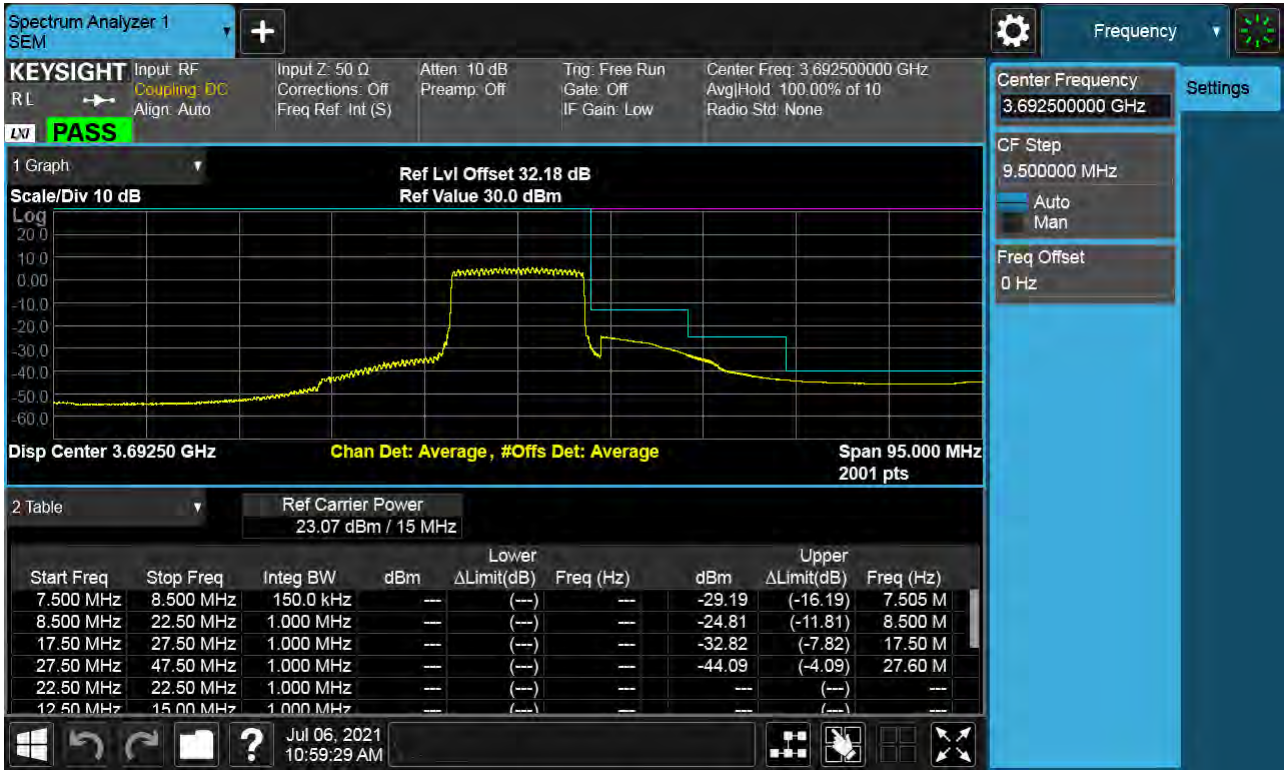 Spectrum Analyzer 1
SEM
+
Frequency
KEYSIGHT
RL
LXI
PASS
Input: RF
Coupling: DC
Align: Auto
Input Z: 50 Ω
Corrections: Off
Freq Ref: Int (S)
Atten: 10 dB
Preamp: Off
Trig: Free Run
Gate: Off
IF Gain: Low
Center Freq: 3.692500000 GHz
Avg|Hold: 100.00% of 10
Radio Std: None
Center Frequency
3.692500000 GHz
Settings
CF Step
9.500000 MHz
Auto
Man
Freq Offset
0 Hz
1 Graph
Scale/Div 10 dB
Ref Lvl Offset 32.18 dB
Ref Value 30.0 dBm
Log
20.0
10.0
0.00
-10.0
-20.0
-30.0
-40.0
-50.0
-60.0
Disp Center 3.69250 GHz
Chan Det: Average, #Offs Det: Average
Span 95.000 MHz
2001 pts
2 Table
Ref Carrier Power
23.07 dBm / 15 MHz
Lower Upper
Start Freq Stop Freq Integ BW dBm ΔLimit(dB) Freq (Hz) dBm ΔLimit(dB) Freq (Hz)
7.500 MHz 8.500 MHz 150.0 kHz --- (---) --- -29.19 (-16.19) 7.505 M
8.500 MHz 22.50 MHz 1.000 MHz --- (---) --- -24.81 (-11.81) 8.500 M
17.50 MHz 27.50 MHz 1.000 MHz --- (---) --- -32.82 (-7.82) 17.50 M
27.50 MHz 47.50 MHz 1.000 MHz --- (---) --- -44.09 (-4.09) 27.60 M
22.50 MHz 22.50 MHz 1.000 MHz --- (---) --- --- (---) ---
12.50 MHz 15.00 MHz 1.000 MHz --- (---) --- --- (---) ---
?
Jul 06, 2021
10:59:29 AM